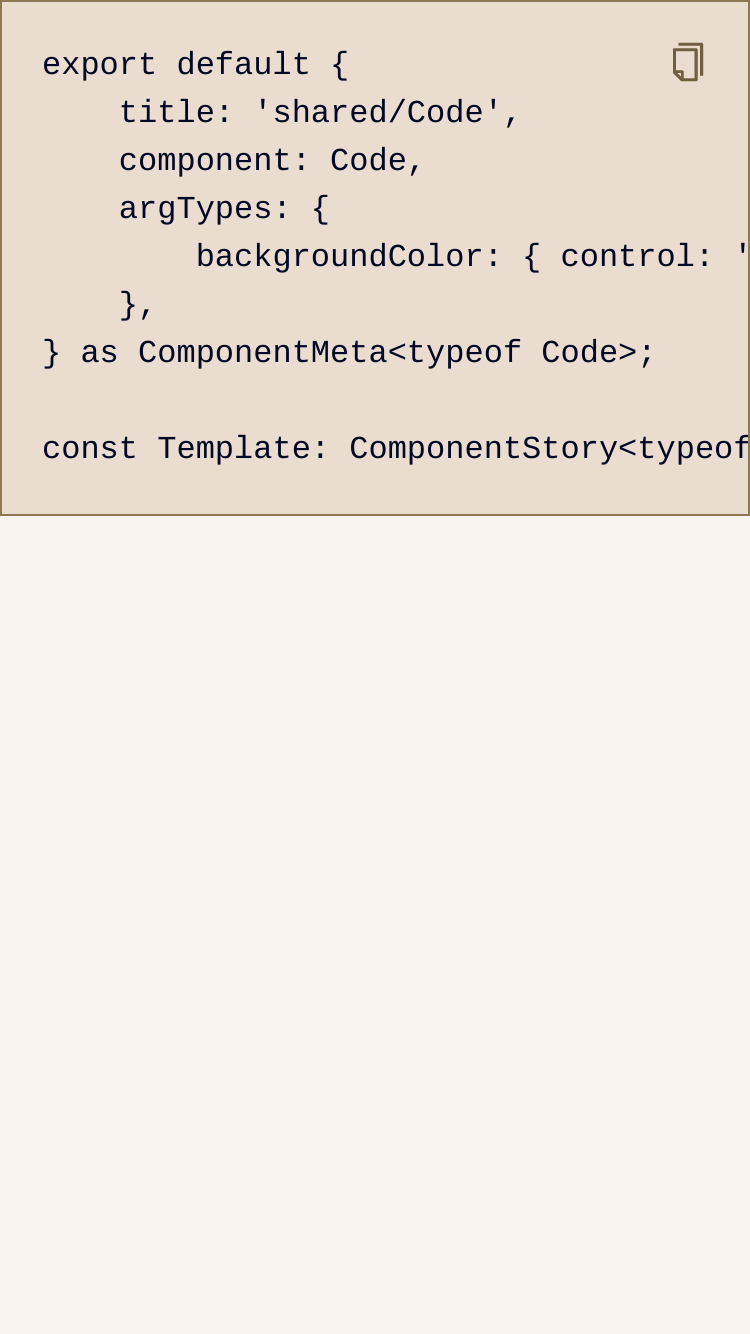 export default {
    title: 'shared/Code',
    component: Code,
    argTypes: {
        backgroundColor: { control: '
    },
} as ComponentMeta<typeof Code>;

const Template: ComponentStory<typeof